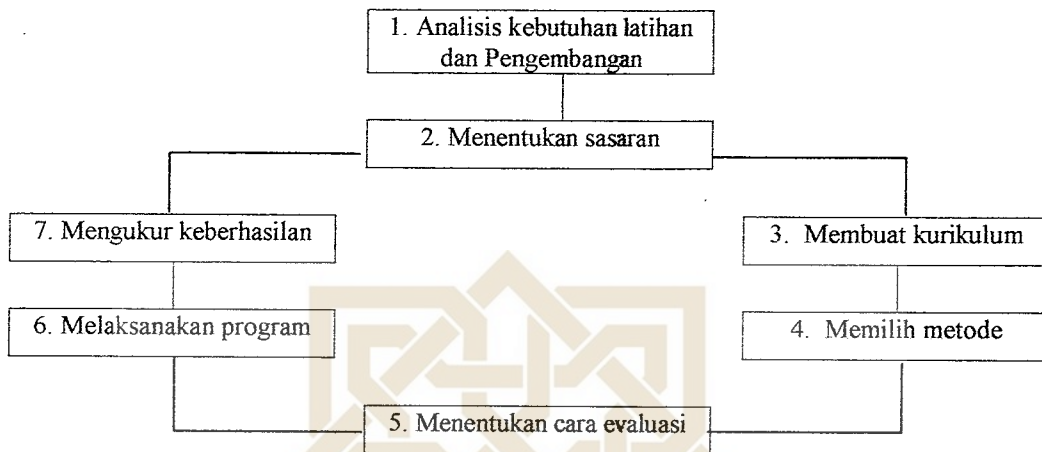 1. Analisis kebutuhan latihan
dan Pengembangan
2. Menentukan sasaran
7. Mengukur keberhasilan
3. Membuat kurikulum
6. Melaksanakan program
4. Memilih metode
5. Menentukan cara evaluasi